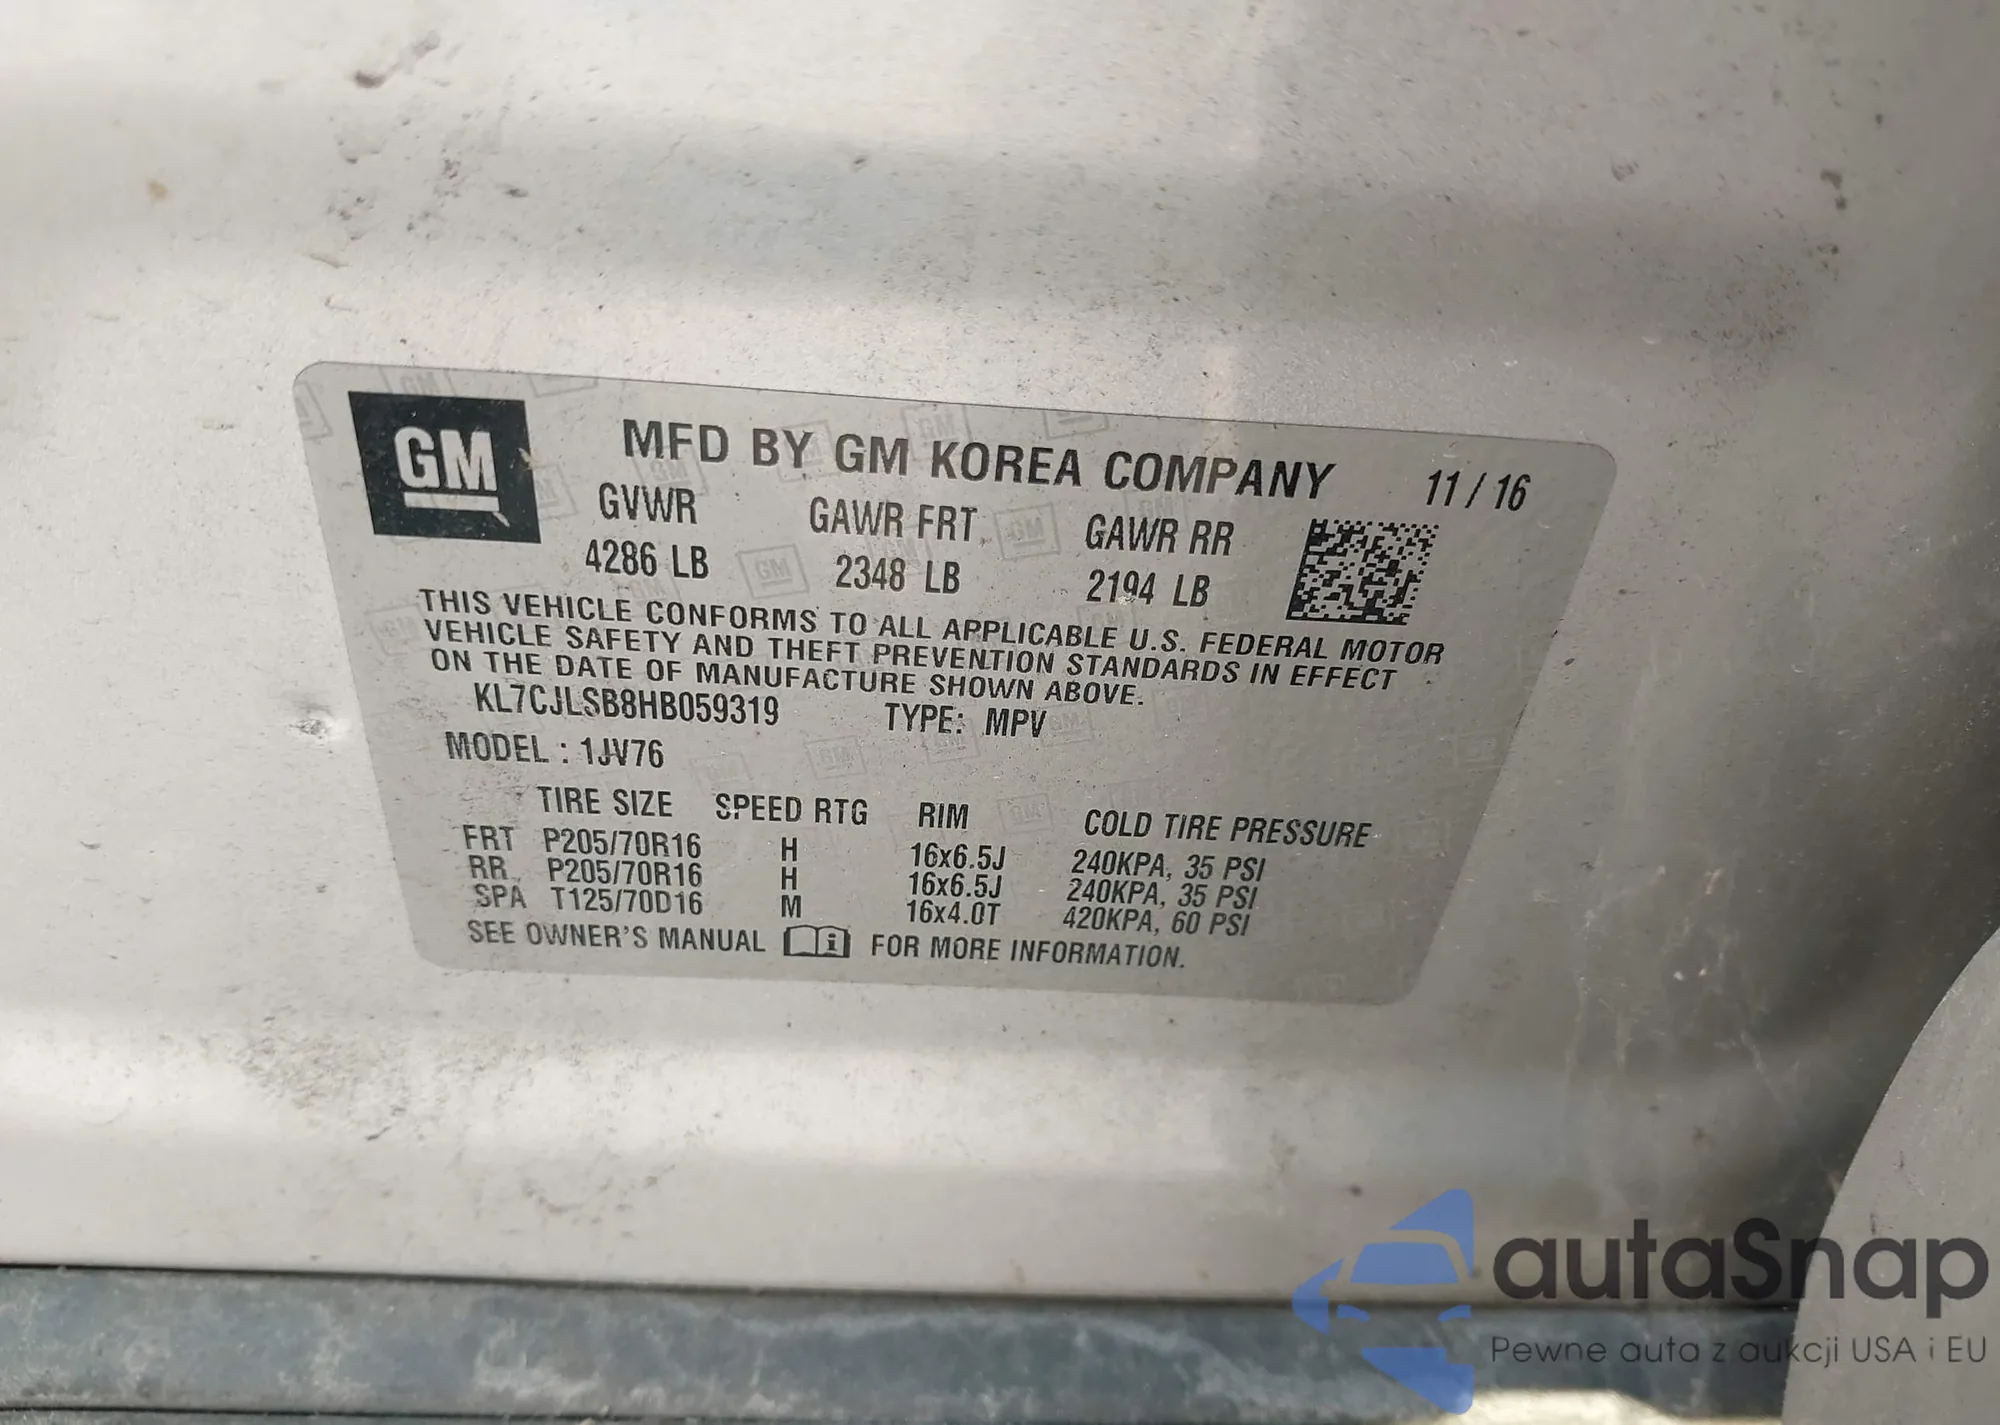 GM
MFD BY GM KOREA COMPANY 11 / 16
GVWR GAWR FRT GAWR RR
4286 LB 2348 LB 2194 LB
THIS VEHICLE CONFORMS TO ALL APPLICABLE U.S. FEDERAL MOTOR
VEHICLE SAFETY AND THEFT PREVENTION STANDARDS IN EFFECT
ON THE DATE OF MANUFACTURE SHOWN ABOVE.
KL7CJLSB8HB059319 TYPE: MPV
MODEL : 1JV76
TIRE SIZE SPEED RTG RIM COLD TIRE PRESSURE
FRT P205/70R16 H 16x6.5J 240KPA, 35 PSI
RR P205/70R16 H 16x6.5J 240KPA, 35 PSI
SPA T125/70D16 M 16x4.0T 420KPA, 60 PSI
SEE OWNER'S MANUAL i FOR MORE INFORMATION.
autaSnap
Pewne auta z aukcji USA i EU